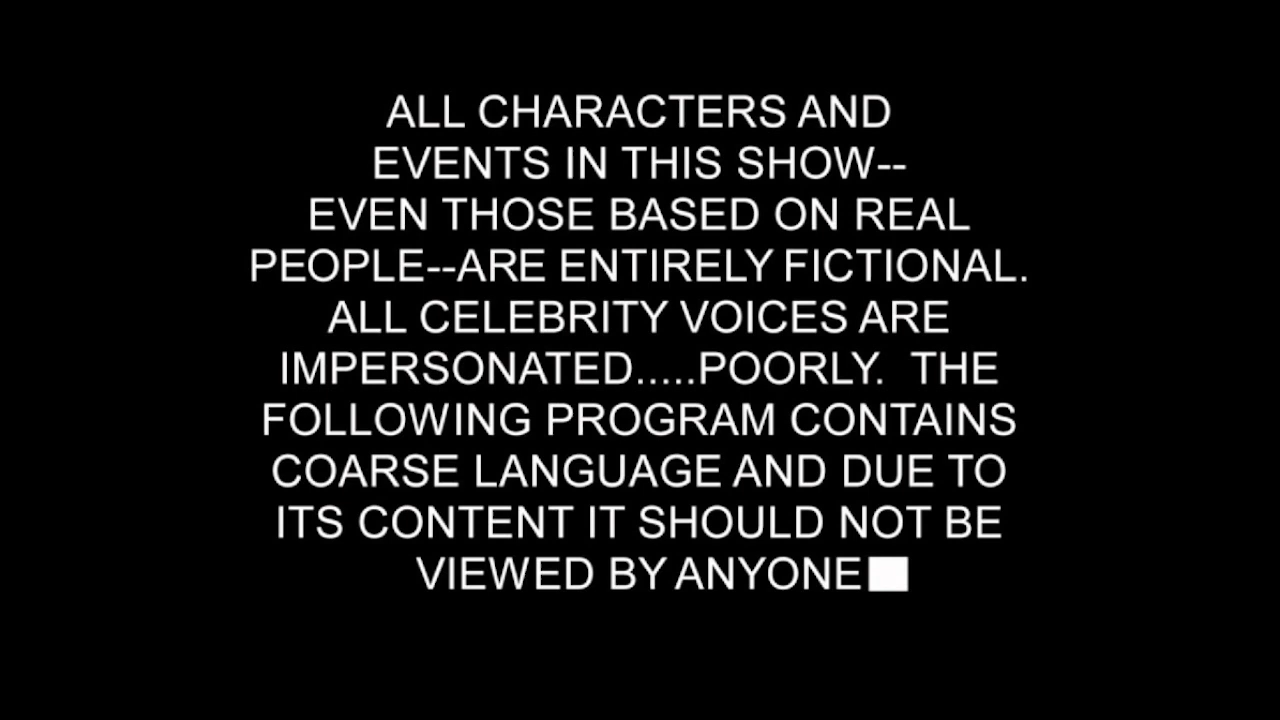 ALL CHARACTERS AND
EVENTS IN THIS SHOW--
EVEN THOSE BASED ON REAL
PEOPLE--ARE ENTIRELY FICTIONAL.
ALL CELEBRITY VOICES ARE
IMPERSONATED.....POORLY.  THE
FOLLOWING PROGRAM CONTAINS
COARSE LANGUAGE AND DUE TO
ITS CONTENT IT SHOULD NOT BE
VIEWED BY ANYONE